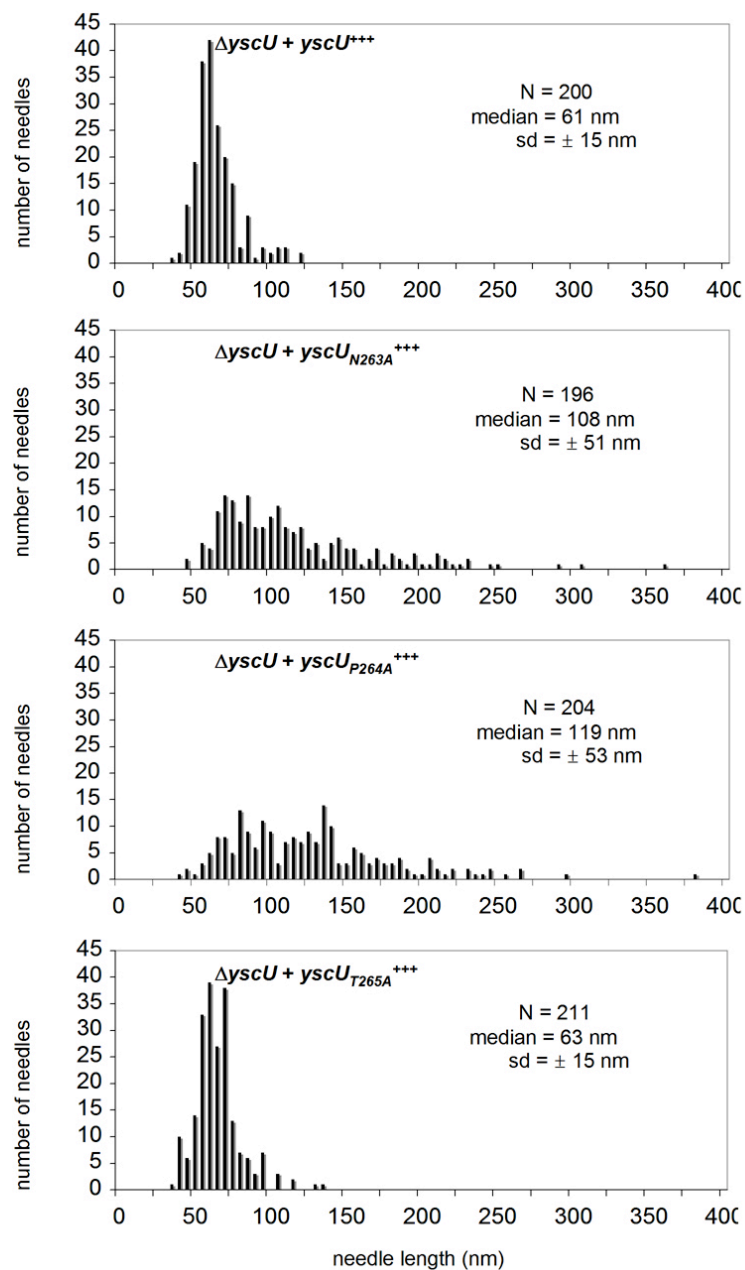 45
40
35
30
25
20
15
10
5
0
number of needles
ΔyscU + yscU+++
N = 200
median = 61 nm
sd = ± 15 nm
0 50 100 150 200 250 300 350 400
45
40
35
30
25
20
15
10
5
0
number of needles
ΔyscU + yscUN263A+++
N = 196
median = 108 nm
sd = ± 51 nm
0 50 100 150 200 250 300 350 400
45
40
35
30
25
20
15
10
5
0
number of needles
ΔyscU + yscUP264A+++
N = 204
median = 119 nm
sd = ± 53 nm
0 50 100 150 200 250 300 350 400
45
40
35
30
25
20
15
10
5
0
number of needles
ΔyscU + yscUT265A+++
N = 211
median = 63 nm
sd = ± 15 nm
0 50 100 150 200 250 300 350 400
needle length (nm)